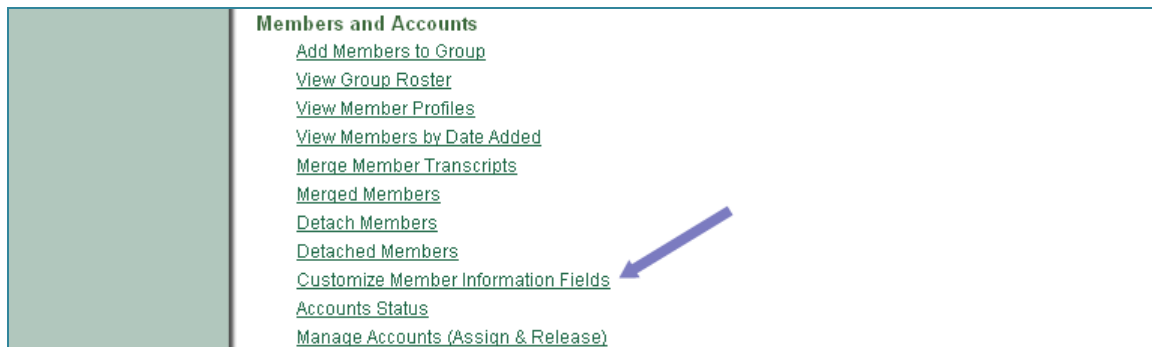 Members and Accounts
Add Members to Group
View Group Roster
View Member Profiles
View Members by Date Added
Merge Member Transcripts
Merged Members
Detach Members
Detached Members
Customize Member Information Fields
Accounts Status
Manage Accounts (Assign & Release)